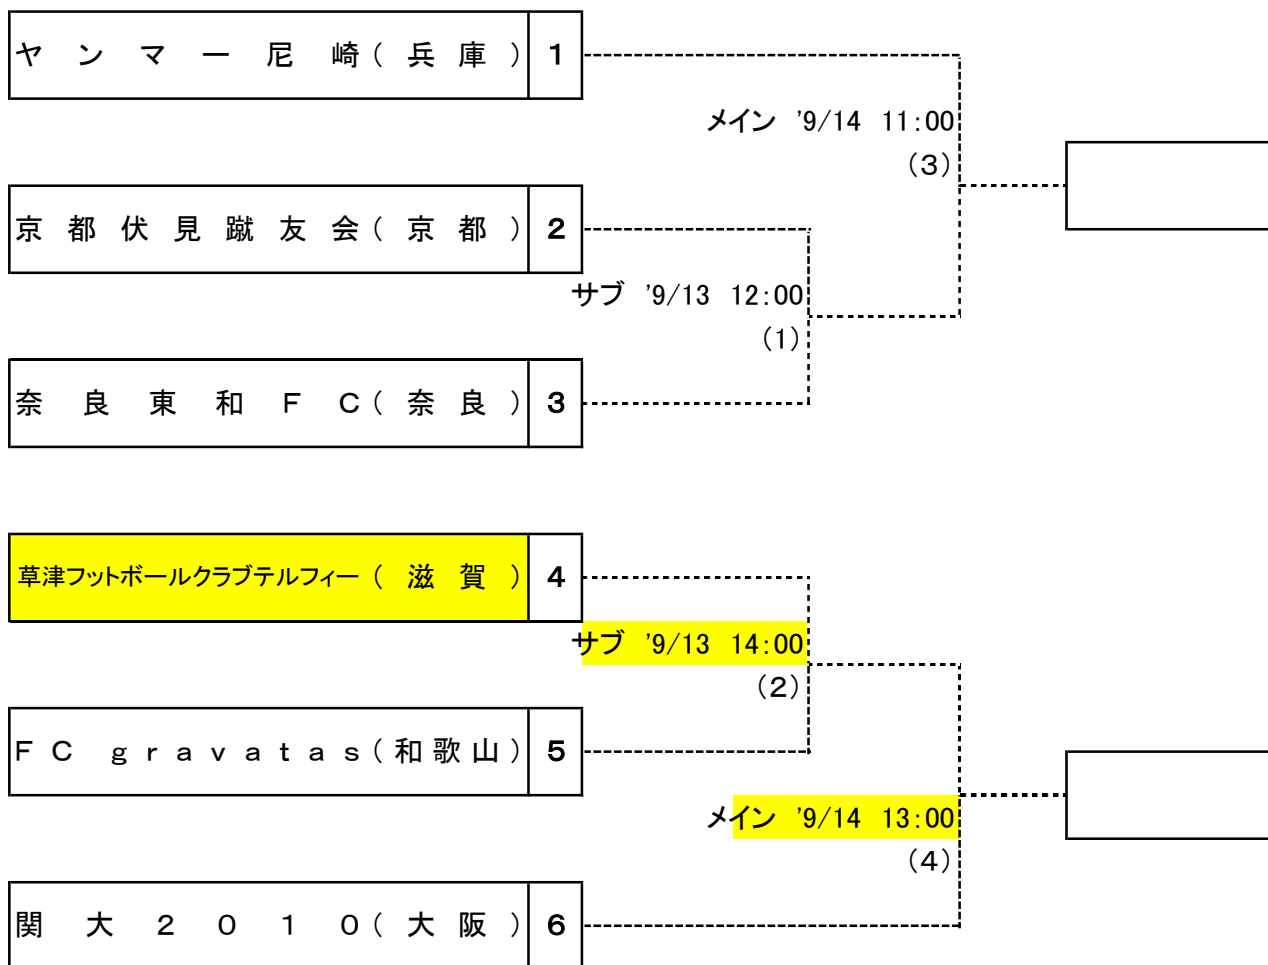 ヤンマー尼崎(兵庫) 1
メイン '9/14 11:00
(3)
京都伏見蹴友会(京都) 2
サブ '9/13 12:00
(1)
奈良東和FC(奈良) 3
草津フットボールクラブテルフィー(滋賀) 4
サブ '9/13 14:00
(2)
FC gravatas(和歌山) 5
メイン '9/14 13:00
(4)
関大2010(大阪) 6